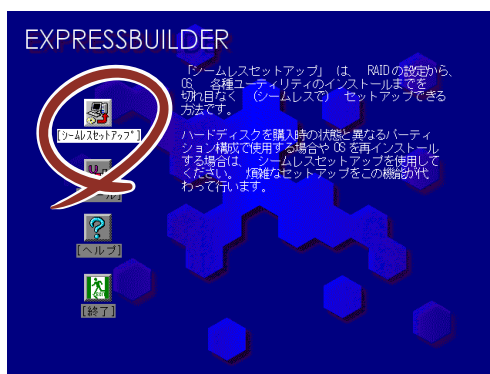 EXPRESSBUILDER
「シームレスセットアップ」 は、 RAIDの設定から、
OS、各種ユーティリティのインストールまでを
切れ目なく （シームレスで） セットアップできる
方法です。
ハードディスクを購入時の状態と異なるパーティ
ション構成で使用する場合や OS を再インストール
する場合は、 シームレスセットアップを使用して
ください。 煩雑なセットアップをこの機能が代
わって行います。
[シームレスセットアップ]
ール]
[ヘルプ]
[終了]